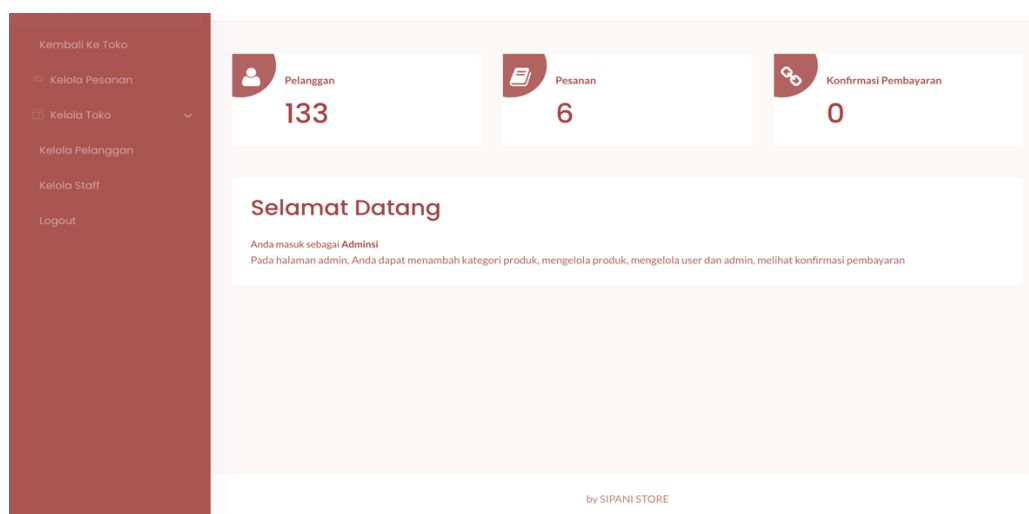 Kembali Ke Toko
Kelola Pesanan
Kelola Toko
Kelola Pelanggan
Kelola Staff
Logout
Pelanggan
133
Pesanan
6
Konfirmasi Pembayaran
0
Selamat Datang
Anda masuk sebagai Adminsi
Pada halaman admin, Anda dapat menambah kategori produk, mengelola produk, mengelola user dan admin, melihat konfirmasi pembayaran
by SIPANI STORE